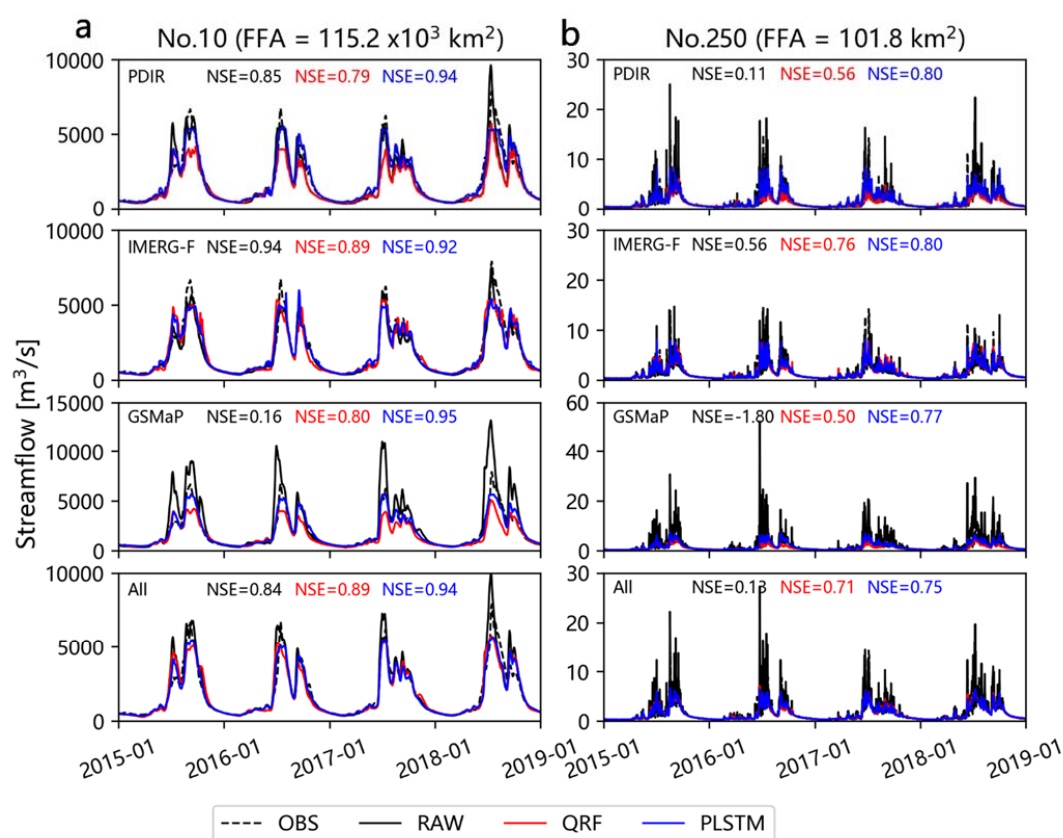 a
No.10 (FFA = 115.2 x10³ km²)
PDIR NSE=0.85 NSE=0.79 NSE=0.94
10000
5000
0
IMERG-F NSE=0.94 NSE=0.89 NSE=0.92
10000
5000
0
GSMaP NSE=0.16 NSE=0.80 NSE=0.95
15000
10000
5000
0
All NSE=0.84 NSE=0.89 NSE=0.94
10000
5000
0
Streamflow [m³/s]
2015-01 2016-01 2017-01 2018-01 2019-01
b
No.250 (FFA = 101.8 km²)
PDIR NSE=0.11 NSE=0.56 NSE=0.80
30
20
10
0
IMERG-F NSE=0.56 NSE=0.76 NSE=0.80
30
20
10
0
GSMaP NSE=-1.80 NSE=0.50 NSE=0.77
60
40
20
0
All NSE=0.13 NSE=0.71 NSE=0.75
30
20
10
0
2015-01 2016-01 2017-01 2018-01 2019-01
OBS RAW QRF PLSTM